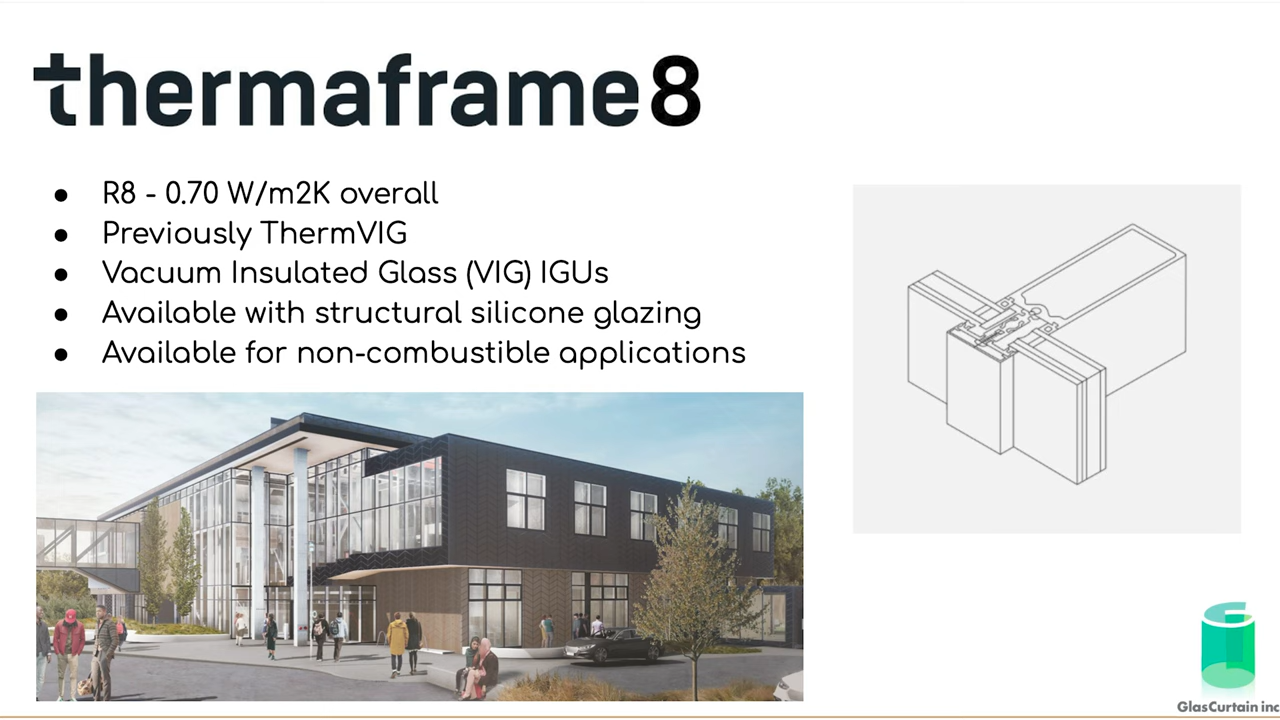 thermaframe8
● R8 - 0.70 W/m2K overall
● Previously ThermVIG
● Vacuum Insulated Glass (VIG) IGUs
● Available with structural silicone glazing
● Available for non-combustible applications
GlasCurtain inc